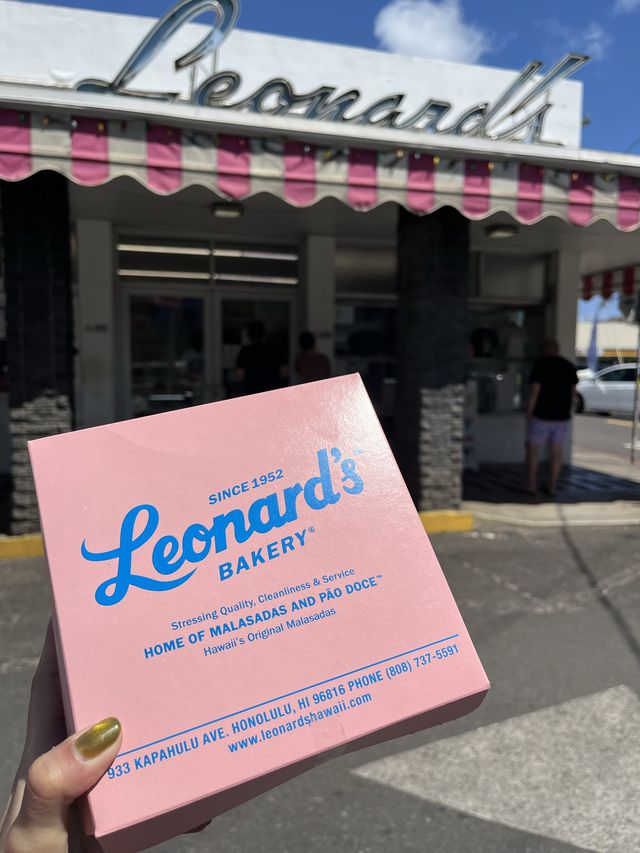 Leonard's
SINCE 1952
Leonard's™
BAKERY®
Stressing Quality, Cleanliness & Service
HOME OF MALASADAS AND PÃO DOCE™
Hawaii's Original Malasadas
933 KAPAHULU AVE. HONOLULU, HI 96816 PHONE (808) 737-5591
www.leonardshawaii.com